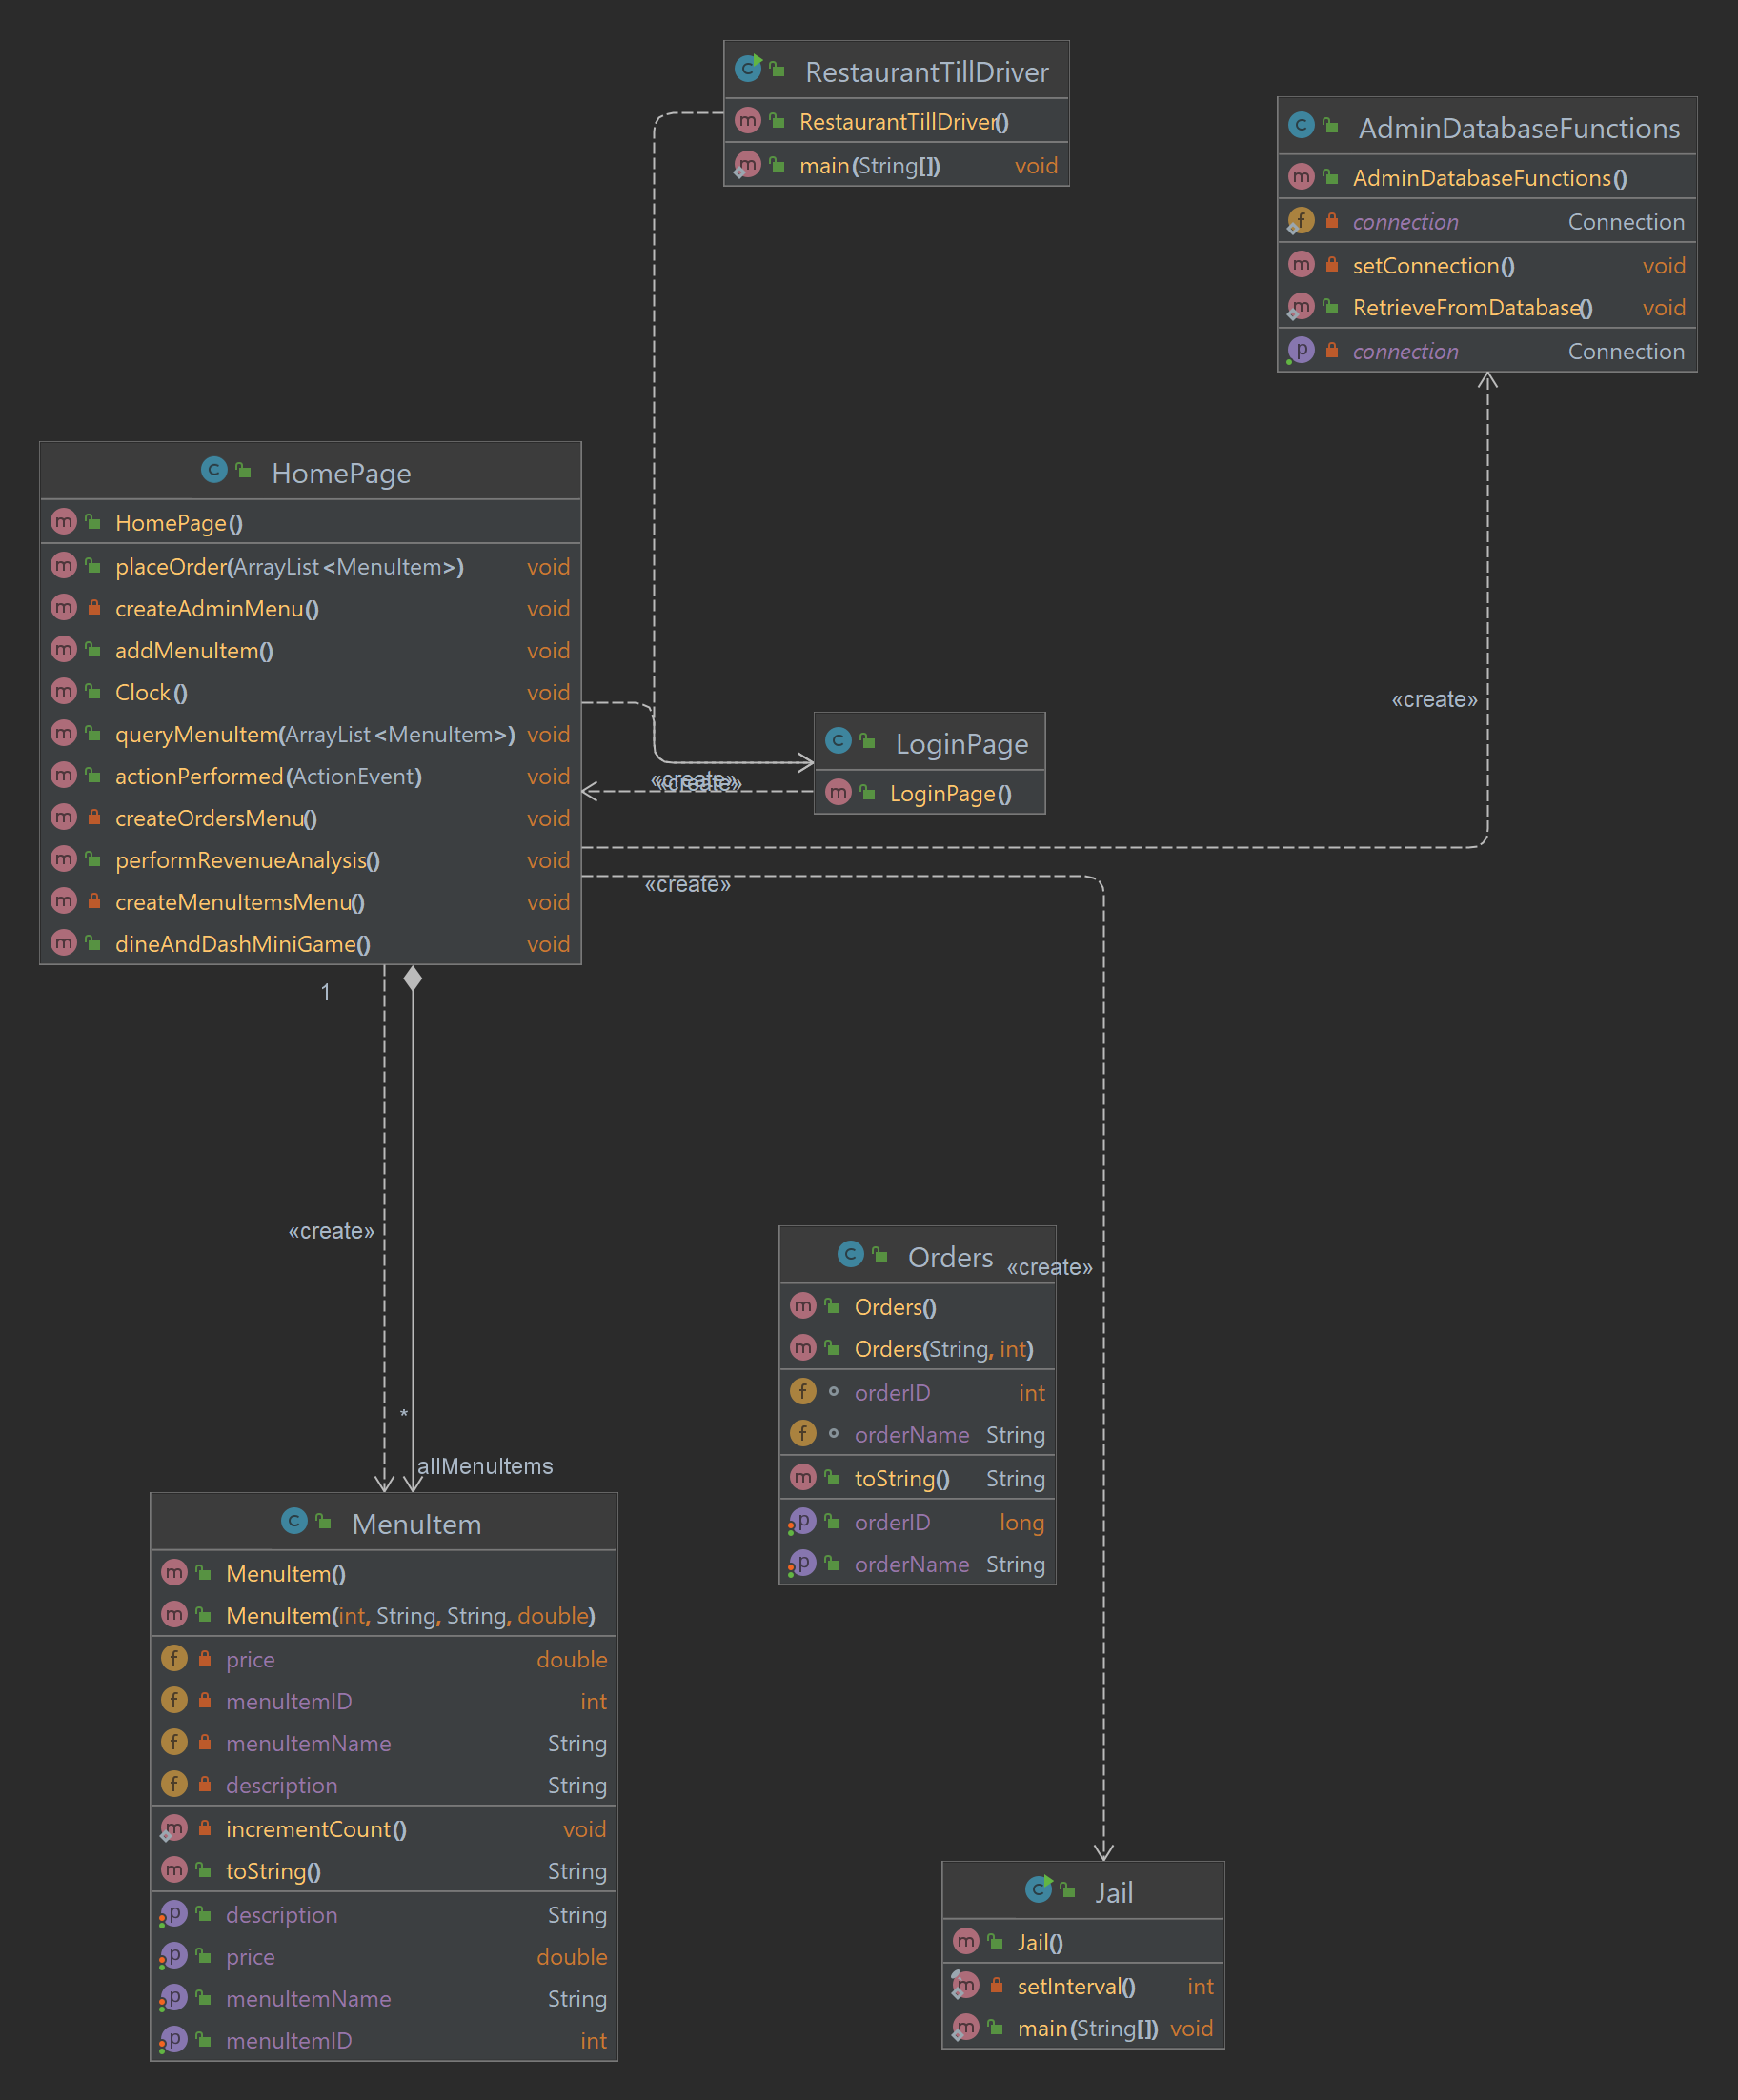 RestaurantTillDriver
RestaurantTillDriver()
main(String[]) void
AdminDatabaseFunctions
AdminDatabaseFunctions()
connection Connection
setConnection() void
RetrieveFromDatabase() void
connection Connection
HomePage
HomePage()
placeOrder(ArrayList<MenuItem>) void
createAdminMenu() void
addMenuItem() void
Clock() void
queryMenuItem(ArrayList<MenuItem>) void
actionPerformed(ActionEvent) void
createOrdersMenu() void
performRevenueAnalysis() void
createMenuItemsMenu() void
dineAndDashMiniGame() void
«create»
LoginPage
LoginPage()
«create»
«create»
«create»
1
«create»
*
allMenuItems
Orders
«create»
Orders()
Orders(String, int)
orderID int
orderName String
toString() String
orderID long
orderName String
MenuItem
MenuItem()
MenuItem(int, String, String, double)
price double
menuItemID int
menuItemName String
description String
incrementCount() void
toString() String
description String
price double
menuItemName String
menuItemID int
Jail
Jail()
setInterval() int
main(String[]) void